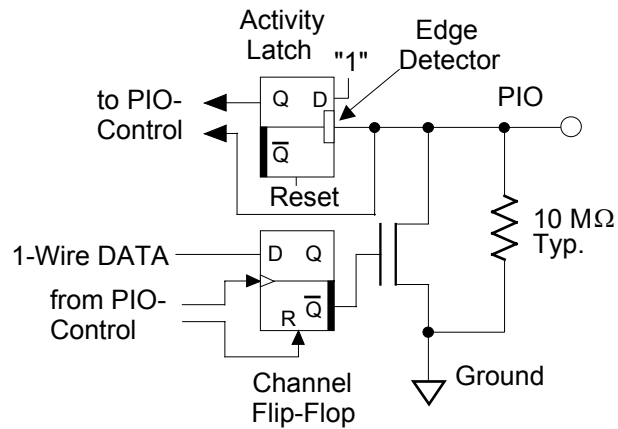 Activity
Latch
"1"
Edge
Detector
to PIO-
Control
Q D
Q̅
Reset
PIO
10 MΩ
Typ.
1-Wire DATA
from PIO-
Control
D Q
Q̅
R
Channel
Flip-Flop
Ground